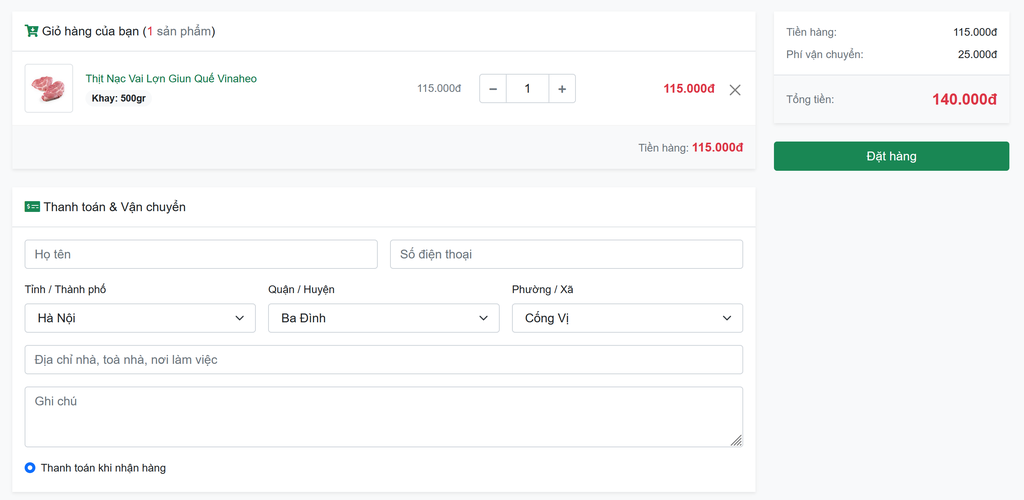 Giỏ hàng của bạn (1 sản phẩm)
Thịt Nạc Vai Lợn Giun Quế Vinaheo
Khay: 500gr
115.000đ
− 1 +
115.000đ
Tiền hàng: 115.000đ
Tiền hàng: 115.000đ
Phí vận chuyển: 25.000đ
Tổng tiền: 140.000đ
Đặt hàng
Thanh toán & Vận chuyển
Họ tên
Số điện thoại
Tỉnh / Thành phố
Quận / Huyện
Phường / Xã
Hà Nội
Ba Đình
Cống Vị
Địa chỉ nhà, toà nhà, nơi làm việc
Ghi chú
Thanh toán khi nhận hàng